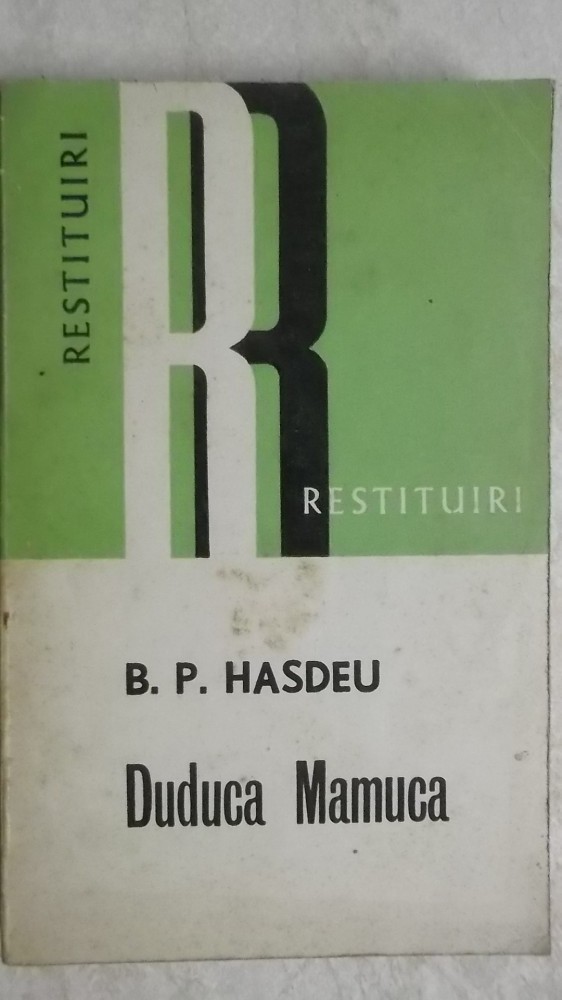 RESTITUIRI
R
RESTITUIRI
B. P. HASDEU
Duduca Mamuca